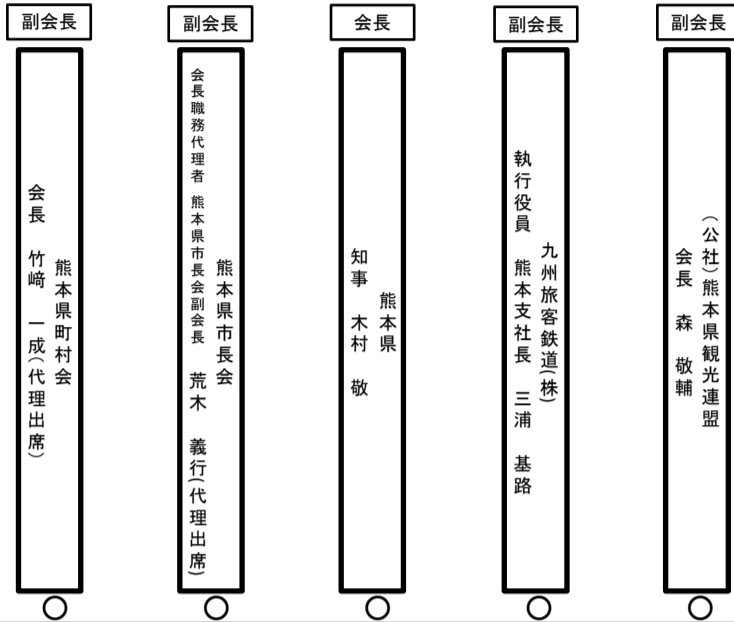 副会長
熊本県町村会
会長 竹﨑 一成(代理出席)
副会長
熊本県市長会
会長職務代理者 熊本県市長会副会長 荒木 義行(代理出席)
会長
熊本県
知事 木村 敬
副会長
九州旅客鉄道(株)
執行役員 熊本支社長 三浦 基路
副会長
(公社)熊本県観光連盟
会長 森 敬輔